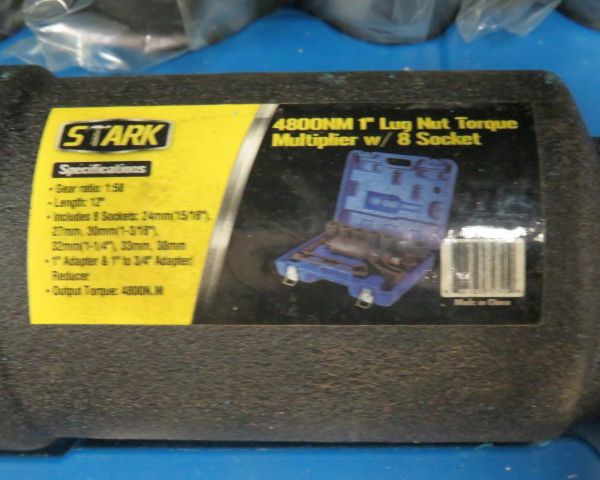 STARK
Specifications
• Gear ratio: 1:58
• Length: 12"
• Includes 8 Sockets: 24mm(15/16"),
27mm, 30mm(1-3/16"),
32mm(1-1/4"), 33mm, 38mm
• 1" Adapter & 1" to 3/4" Adapter/
Reducer
• Output Torque: 4800N.M
4800NM 1" Lug Nut Torque
Multiplier w/ 8 Socket
Made in China